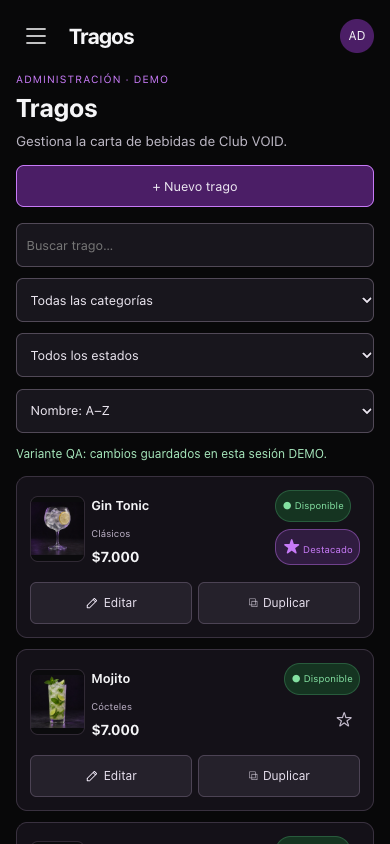 Tragos
AD
ADMINISTRACIÓN · DEMO
Tragos
Gestiona la carta de bebidas de Club VOID.
+ Nuevo trago
Buscar trago...
Todas las categorías
Todos los estados
Nombre: A–Z
Variante QA: cambios guardados en esta sesión DEMO.
Gin Tonic
Disponible
Clásicos
Destacado
$7.000
Editar
Duplicar
Mojito
Disponible
Cócteles
$7.000
Editar
Duplicar